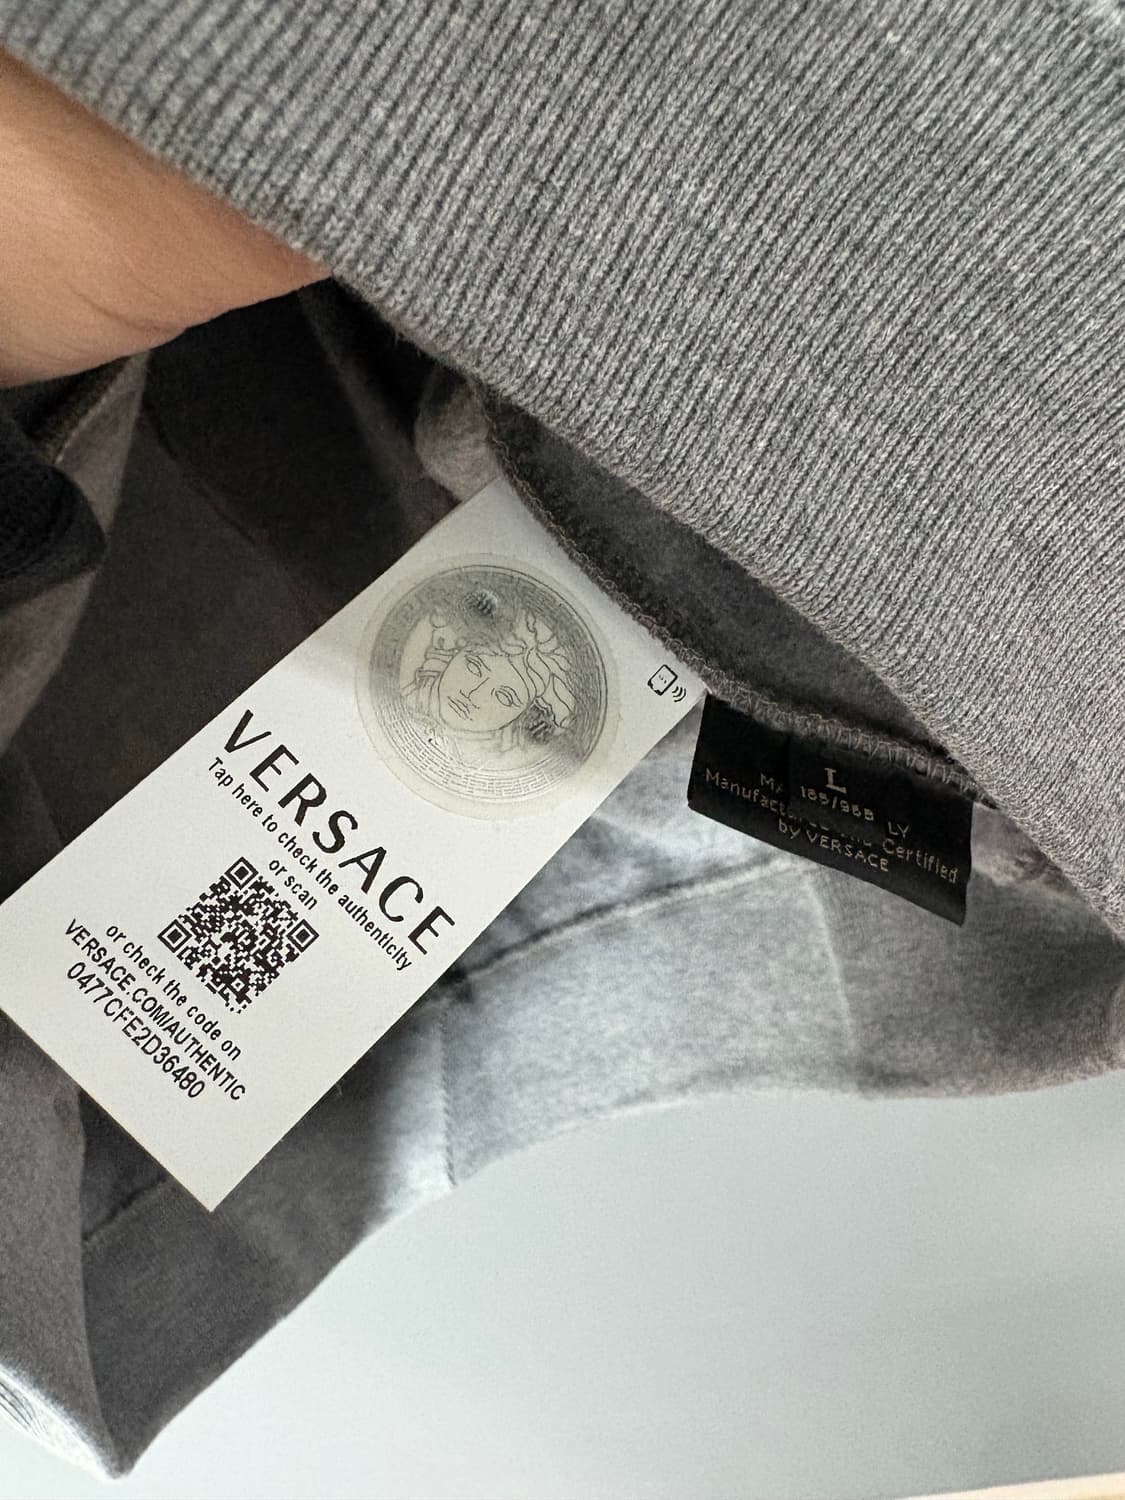 VERSACE
Tap here to check the authenticity
or scan
or check the code on
VERSACE.COM/AUTHENTIC
0477CFE2D36480
L
185/96B LY
Certified
by VERSACE